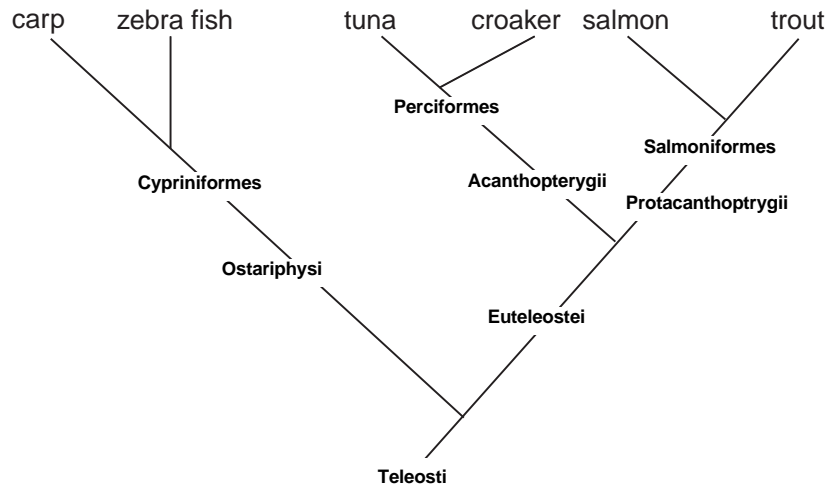 carp zebra fish tuna croaker salmon trout
Perciformes
Salmoniformes
Cypriniformes Acanthopterygii
Protacanthoptrygii
Ostariphysi
Euteleostei
Teleosti